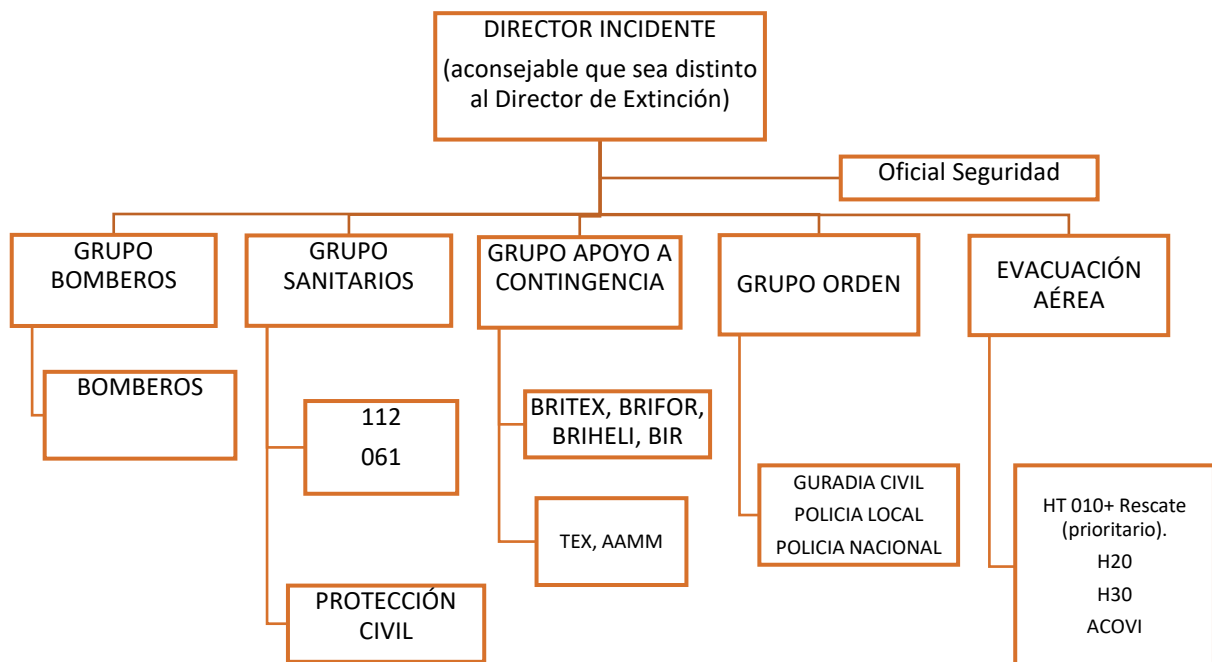 DIRECTOR INCIDENTE
(aconsejable que sea distinto
al Director de Extinción)
Oficial Seguridad
GRUPO
BOMBEROS
GRUPO
SANITARIOS
GRUPO APOYO A
CONTINGENCIA
GRUPO ORDEN
EVACUACIÓN
AÉREA
BOMBEROS
112
061
PROTECCIÓN
CIVIL
BRITEX, BRIFOR,
BRIHELI, BIR
TEX, AAMM
GURADIA CIVIL
POLICIA LOCAL
POLICIA NACIONAL
HT 010+ Rescate
(prioritario).
H20
H30
ACOVI